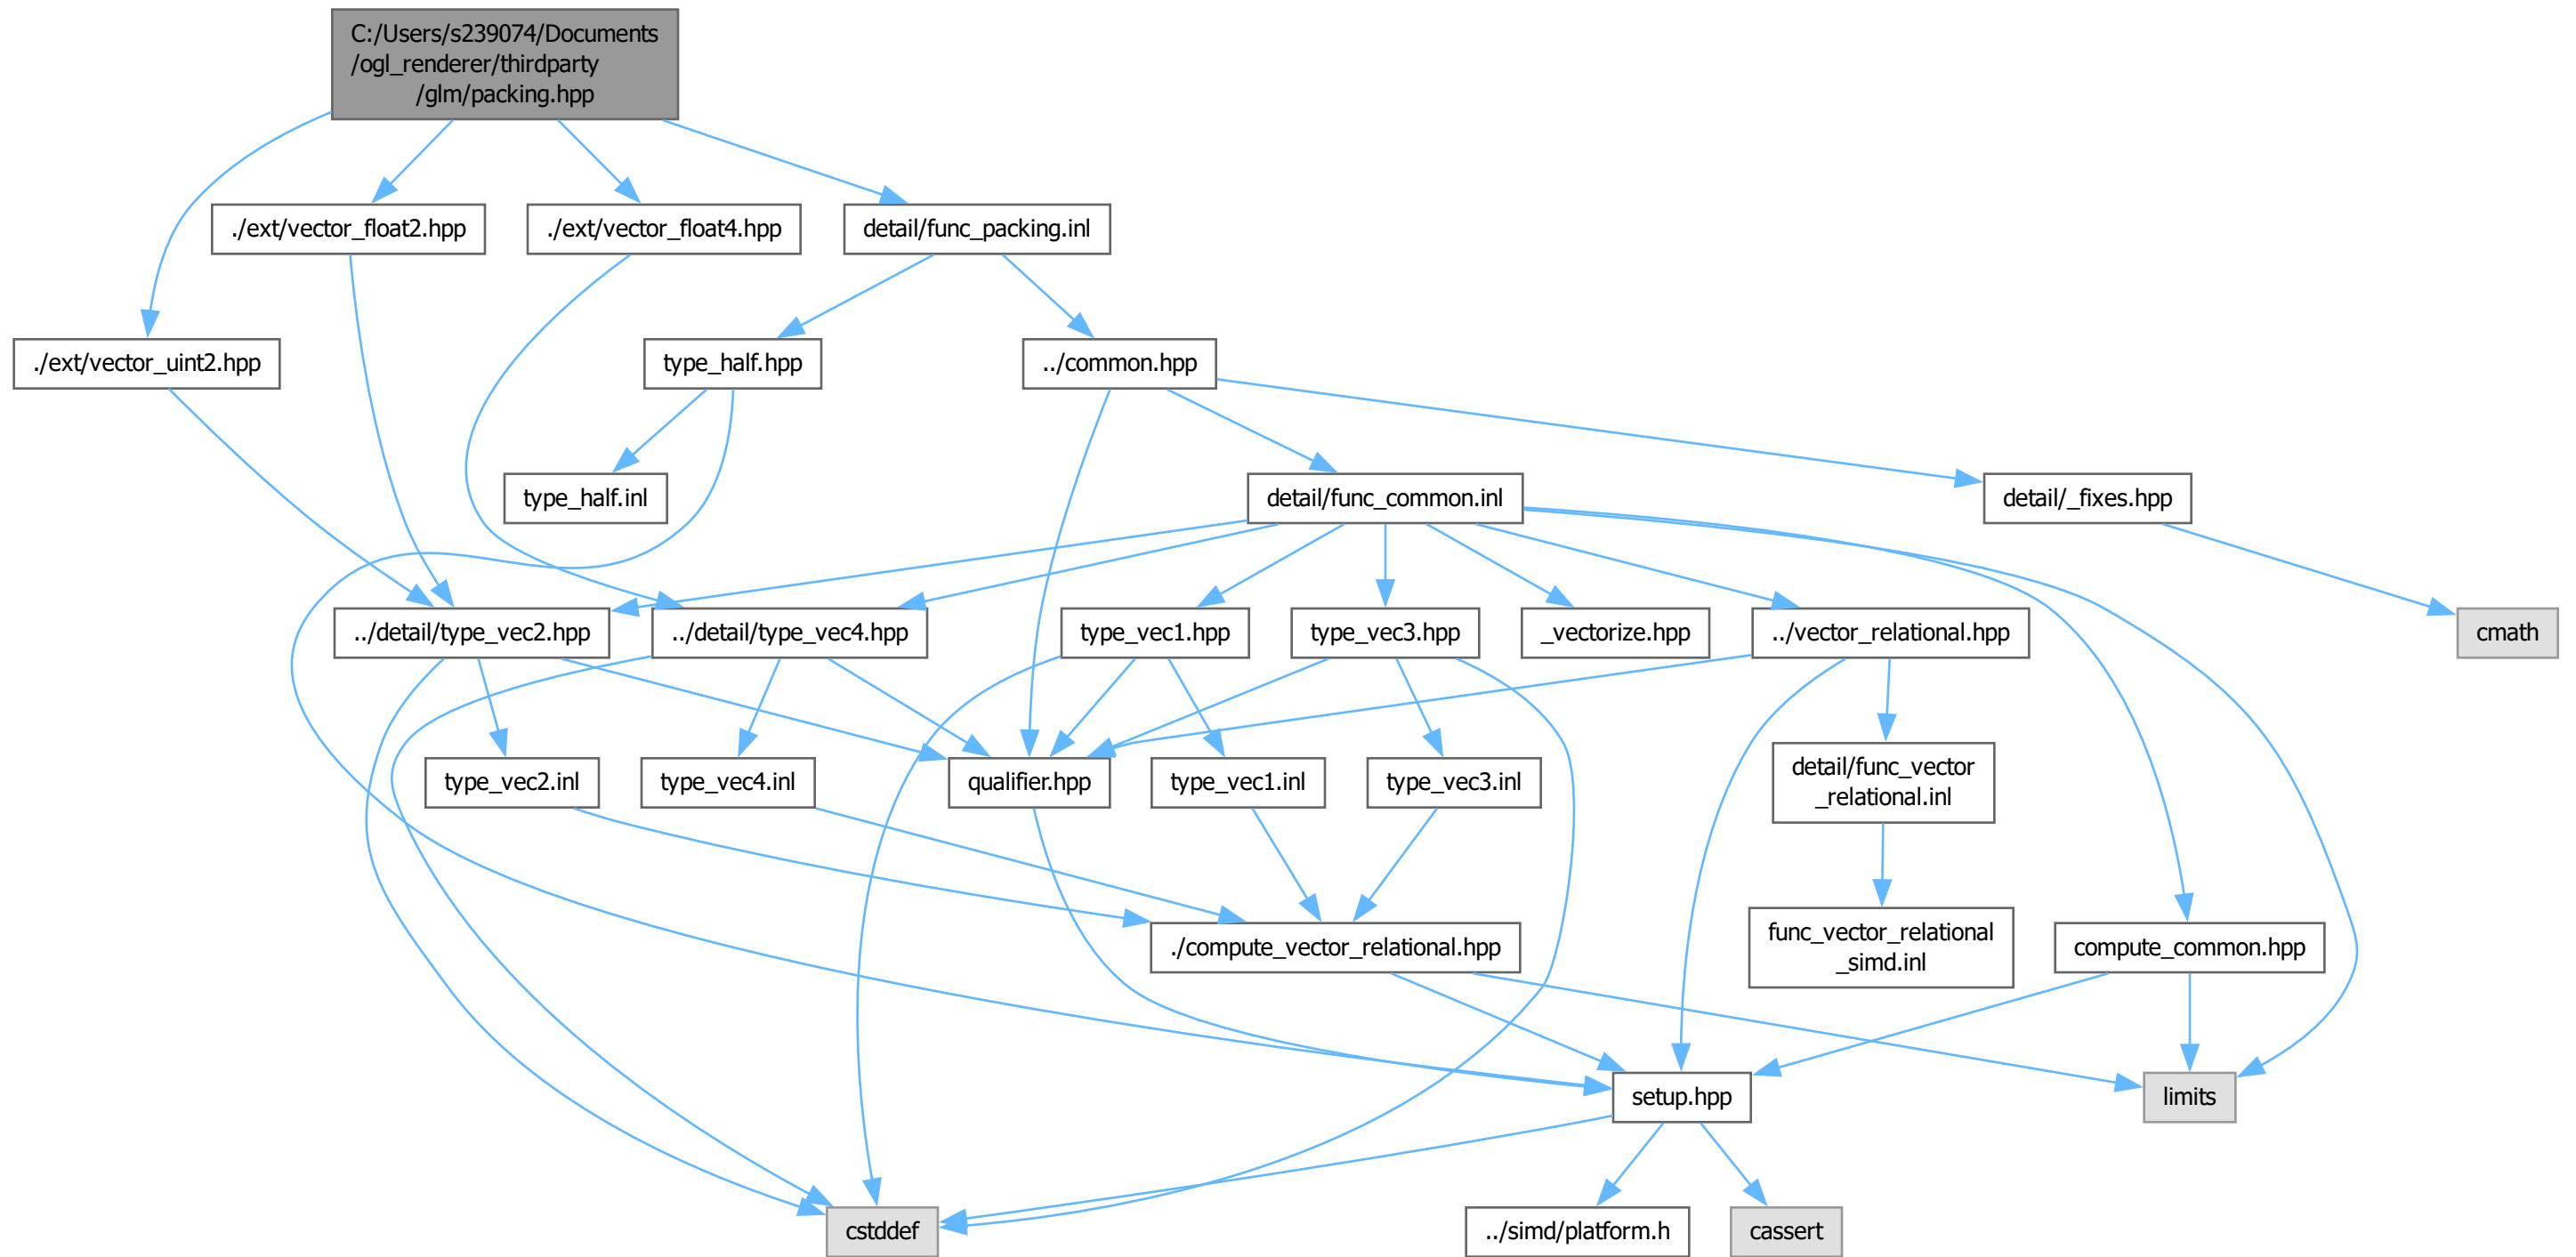 C:/Users/s239074/Documents
/ogl_renderer/thirdparty
/glm/packing.hpp
./ext/vector_float2.hpp
./ext/vector_float4.hpp
detail/func_packing.inl
./ext/vector_uint2.hpp
type_half.hpp
../common.hpp
type_half.inl
detail/func_common.inl
detail/_fixes.hpp
../detail/type_vec2.hpp
../detail/type_vec4.hpp
type_vec1.hpp
type_vec3.hpp
_vectorize.hpp
../vector_relational.hpp
cmath
type_vec2.inl
type_vec4.inl
qualifier.hpp
type_vec1.inl
type_vec3.inl
detail/func_vector
_relational.inl
./compute_vector_relational.hpp
func_vector_relational
_simd.inl
compute_common.hpp
setup.hpp
limits
cstddef
../simd/platform.h
cassert